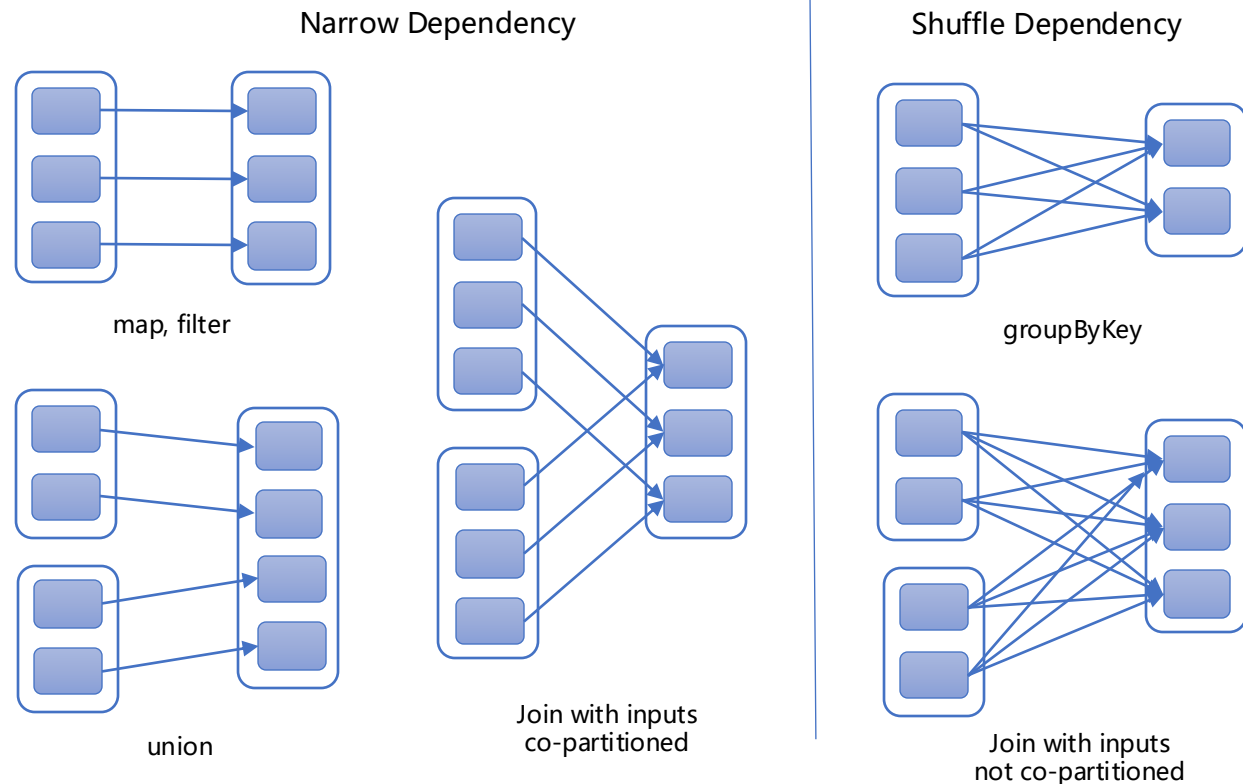 Narrow Dependency
Shuffle Dependency
map, filter
groupByKey
union
Join with inputs
co-partitioned
Join with inputs
not co-partitioned